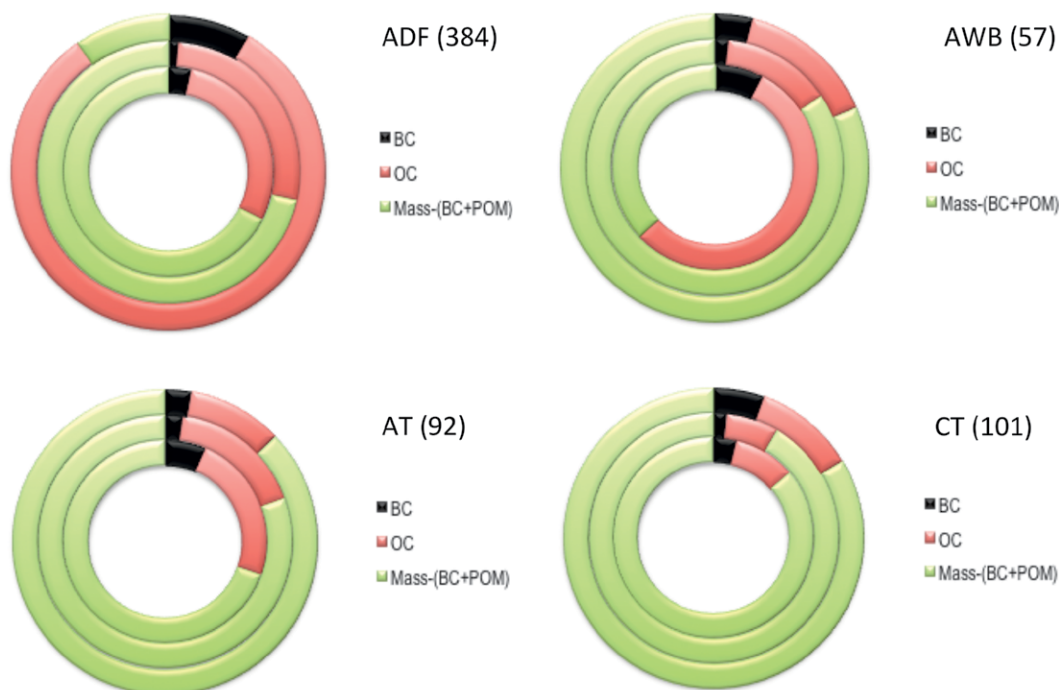 ADF (384)
BC
OC
Mass-(BC+POM)
AWB (57)
BC
OC
Mass-(BC+POM)
AT (92)
BC
OC
Mass-(BC+POM)
CT (101)
BC
OC
Mass-(BC+POM)